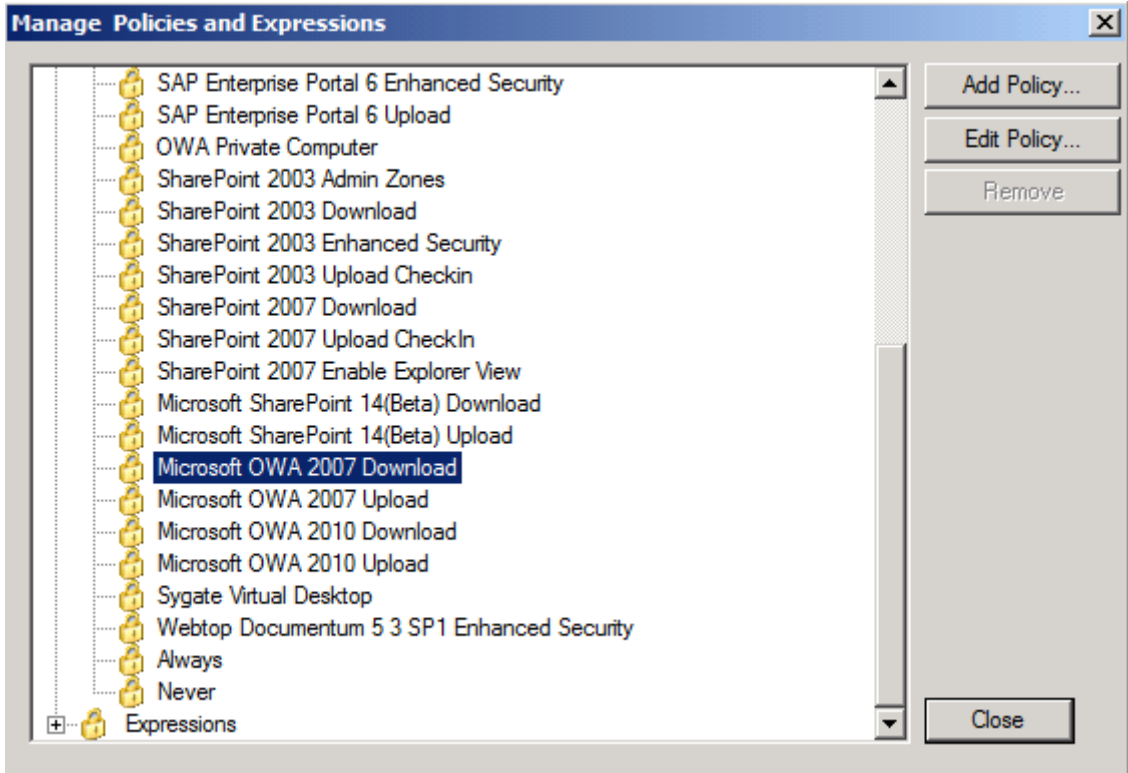 Manage Policies and Expressions
SAP Enterprise Portal 6 Enhanced Security
SAP Enterprise Portal 6 Upload
OWA Private Computer
SharePoint 2003 Admin Zones
SharePoint 2003 Download
SharePoint 2003 Enhanced Security
SharePoint 2003 Upload Checkin
SharePoint 2007 Download
SharePoint 2007 Upload CheckIn
SharePoint 2007 Enable Explorer View
Microsoft SharePoint 14(Beta) Download
Microsoft SharePoint 14(Beta) Upload
Microsoft OWA 2007 Download
Microsoft OWA 2007 Upload
Microsoft OWA 2010 Download
Microsoft OWA 2010 Upload
Sygate Virtual Desktop
Webtop Documentum 5 3 SP1 Enhanced Security
Always
Never
Expressions
Add Policy...
Edit Policy...
Remove
Close